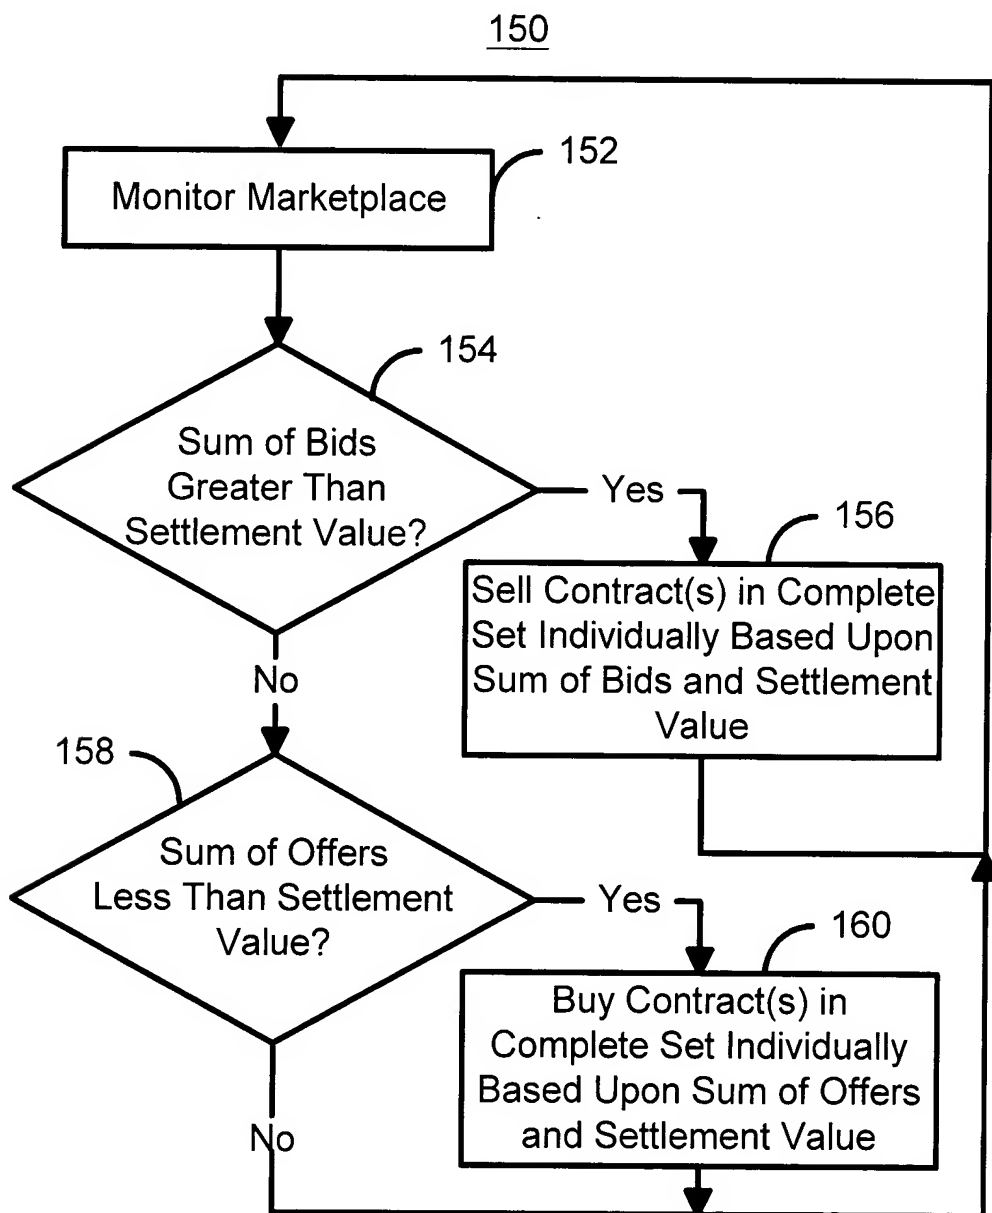 150
152
Monitor Marketplace
154
Sum of Bids
Greater Than
Settlement Value?
Yes
156
Sell Contract(s) in Complete
Set Individually Based Upon
Sum of Bids and Settlement
Value
No
158
Sum of Offers
Less Than Settlement
Value?
Yes
160
Buy Contract(s) in
Complete Set Individually
Based Upon Sum of Offers
and Settlement Value
No